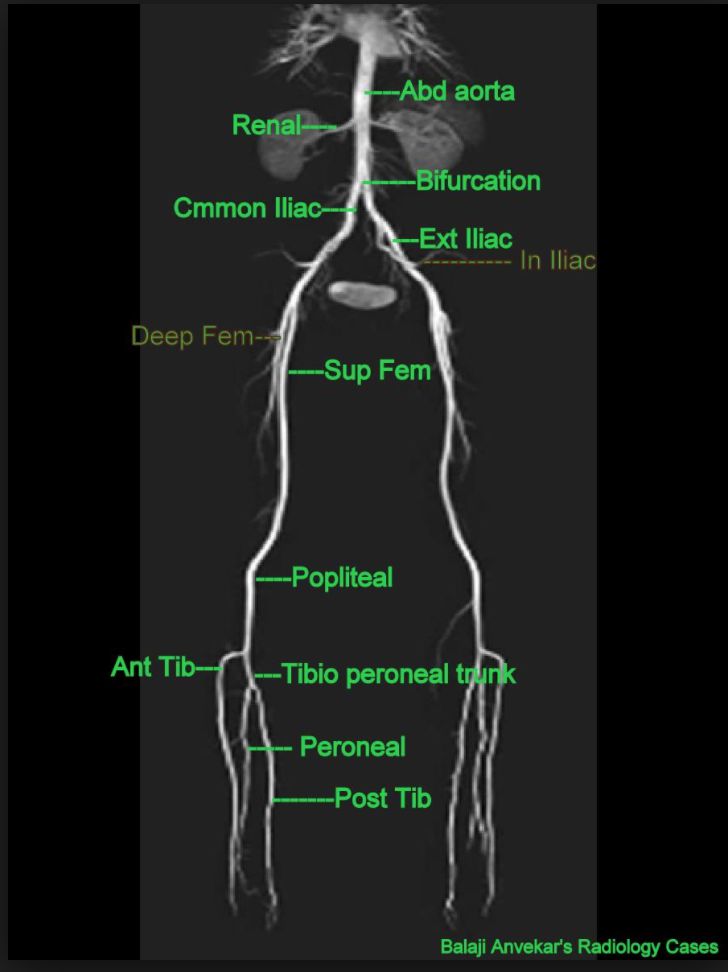 ----Abd aorta
Renal----
------Bifurcation
Cmmon Iliac----
---Ext Iliac
---------- In Iliac
Deep Fem---
----Sup Fem
----Popliteal
Ant Tib---
---Tibio peroneal trunk
----- Peroneal
-------Post Tib
Balaji Anvekar's Radiology Cases